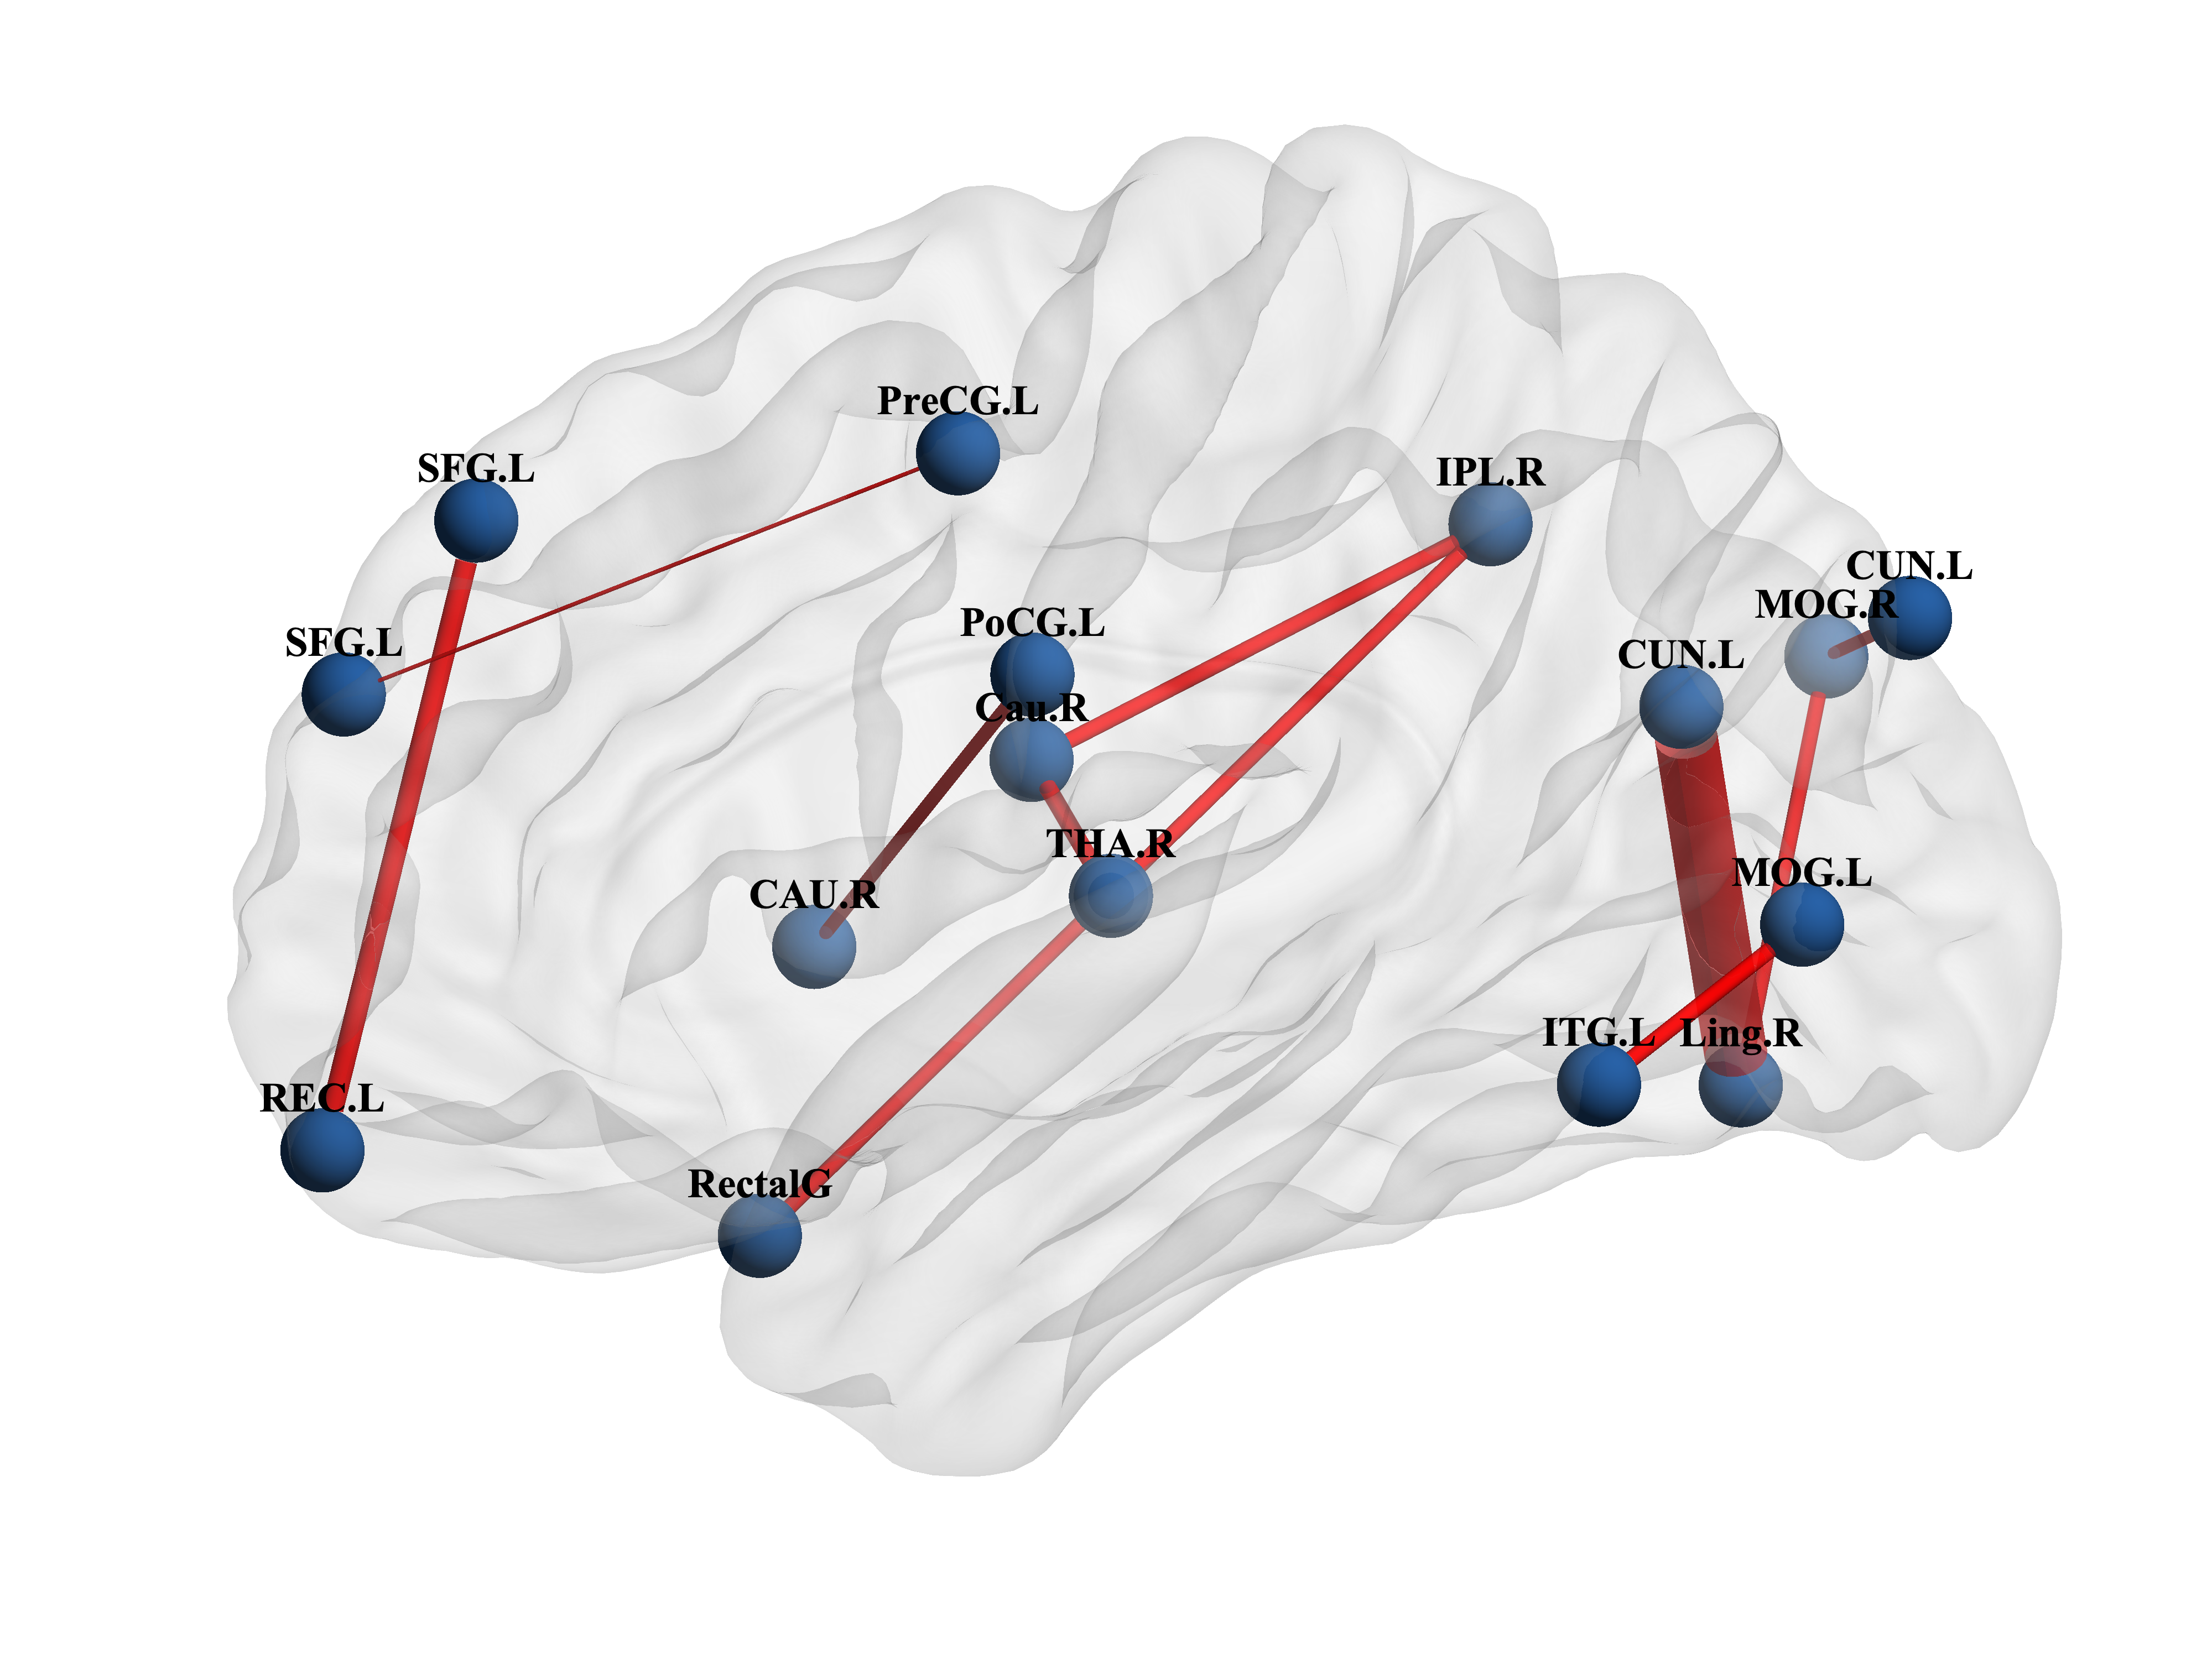 PreCG.L
SFG.L
IPL.R
CUN.L
MOG.R
PoCG.L
SFG.L
CUN.L
Cau.R
THA.R
MOG.L
CAU.R
ITG.L
Ling.R
REC.L
RectalG